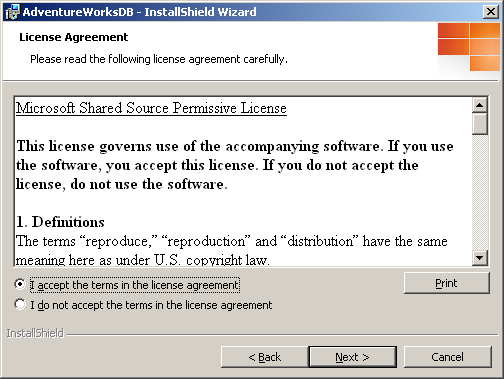 AdventureWorksDB - InstallShield Wizard
License Agreement
Please read the following license agreement carefully.
Microsoft Shared Source Permissive License
This license governs use of the accompanying software. If you use
the software, you accept this license. If you do not accept the
license, do not use the software.
1. Definitions
The terms “reproduce,” “reproduction” and “distribution” have the same
meaning here as under U.S. copyright law.
I accept the terms in the license agreement
Print
I do not accept the terms in the license agreement
InstallShield
< Back
Next >
Cancel